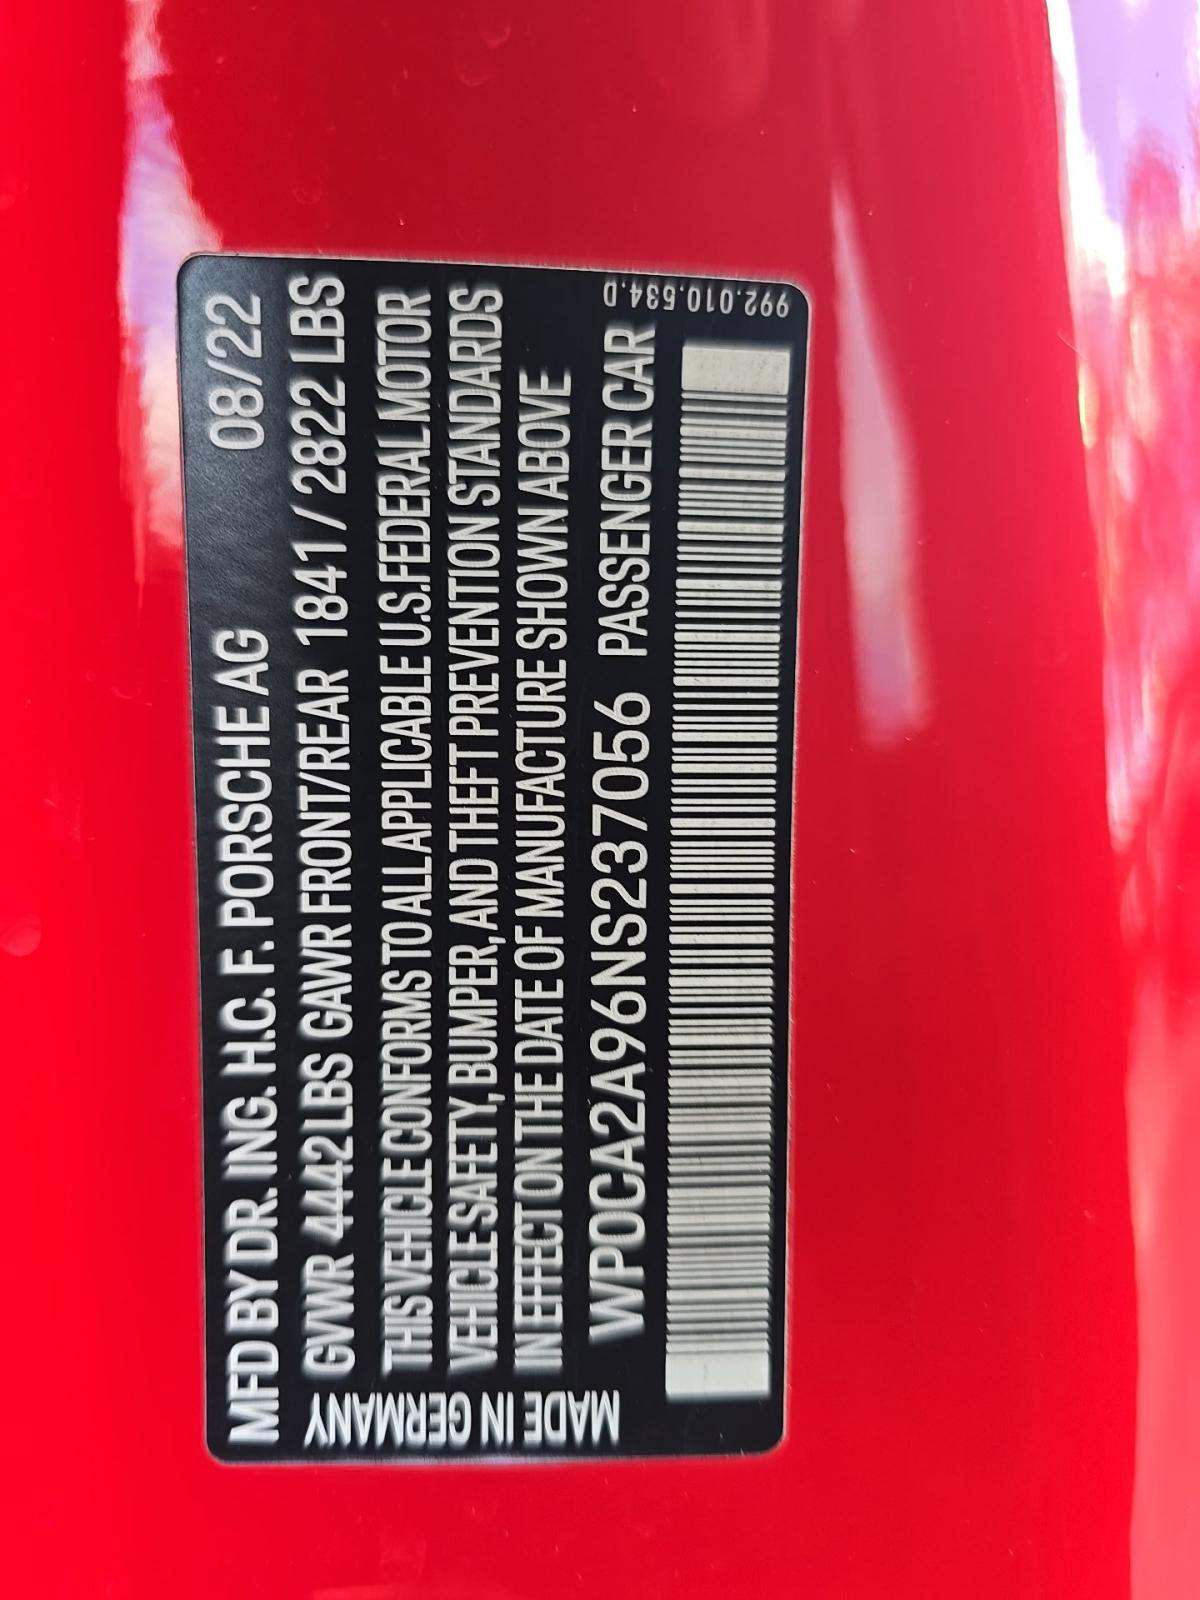 MFD BY DR. ING. H.C. F. PORSCHE AG 08/22
GVWR 4442 LBS GAWR FRONT/REAR 1841 / 2822 LBS
THIS VEHICLE CONFORMS TO ALL APPLICABLE U.S. FEDERAL MOTOR
VEHICLE SAFETY, BUMPER, AND THEFT PREVENTION STANDARDS
IN EFFECT ON THE DATE OF MANUFACTURE SHOWN ABOVE
WP0CA2A96NS237056 PASSENGER CAR
MADE IN GERMANY
992.010.534.D